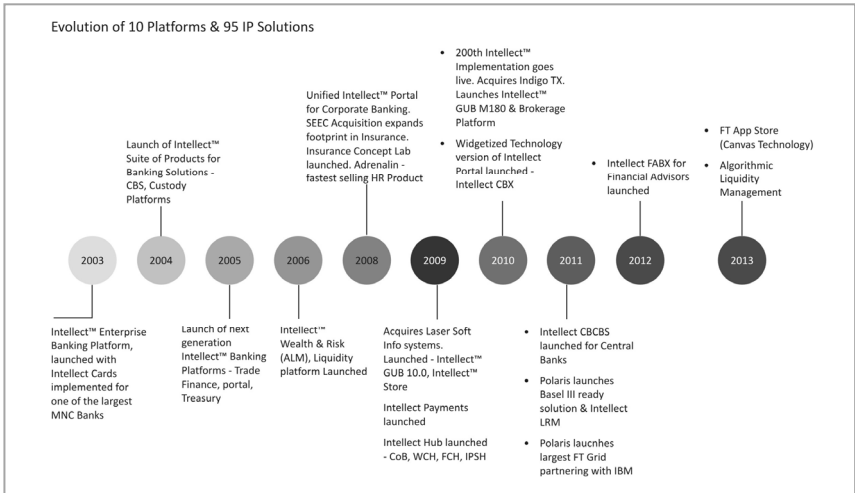 Evolution of 10 Platforms & 95 IP Solutions
Intellect™ Enterprise
Banking Platform,
launched with
Intellect Cards
implemented for
one of the largest
MNC Banks
2003
Launch of Intellect™
Suite of Products for
Banking Solutions -
CBS, Custody
Platforms
2004
2005
Launch of next
generation
Intellect™ Banking
Platforms - Trade
Finance, portal,
Treasury
2006
Intellect™
Wealth & Risk
(ALM), Liquidity
platform Launched
Unified Intellect™ Portal
for Corporate Banking.
SEEC Acquisition expands
footprint in Insurance.
Insurance Concept Lab
launched. Adrenalin -
fastest selling HR Product
2008
2009
Acquires Laser Soft
Info systems.
Launched - Intellect™
GUB 10.0, Intellect™
Store
Intellect Payments
launched
Intellect Hub launched
- CoB, WCH, FCH, IPSH
• 200th Intellect™
Implementation goes
live. Acquires Indigo TX.
Launches Intellect™
GUB M180 & Brokerage
Platform
• Widgetized Technology
version of Intellect
Portal launched -
Intellect CBX
2010
2011
• Intellect CBCBS
launched for Central
Banks
• Polaris launches
Basel III ready
solution & Intellect
LRM
• Polaris laucnhes
largest FT Grid
partnering with IBM
• Intellect FABX for
Financial Advisors
launched
2012
• FT App Store
(Canvas Technology)
• Algorithmic
Liquidity
Management
2013